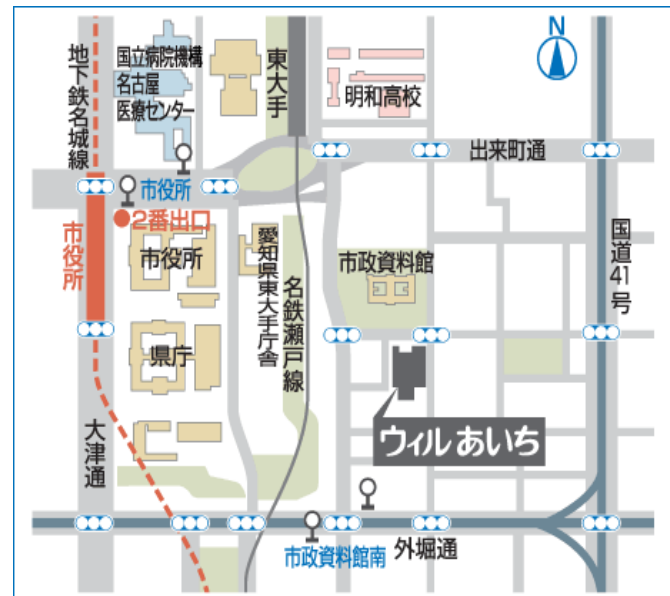 国立病院機構
名古屋
医療センター
地下鉄名城線
東大手
明和高校
N
出来町通
市役所
2番出口
市役所
市役所
愛知県東大手庁舎
名鉄瀬戸線
市政資料館
国道41号
県庁
大津通
ウィルあいち
市政資料館南
外堀通